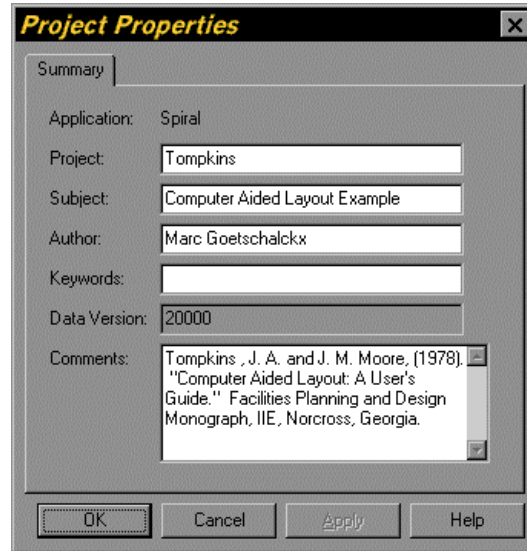 Project Properties
Summary
Application: Spiral
Project: Tompkins
Subject: Computer Aided Layout Example
Author: Marc Goetschalckx
Keywords:
Data Version: 20000
Comments: Tompkins , J. A. and J. M. Moore, (1978).
"Computer Aided Layout: A User's
Guide." Facilities Planning and Design
Monograph, IIE, Norcross, Georgia.
OK Cancel Apply Help